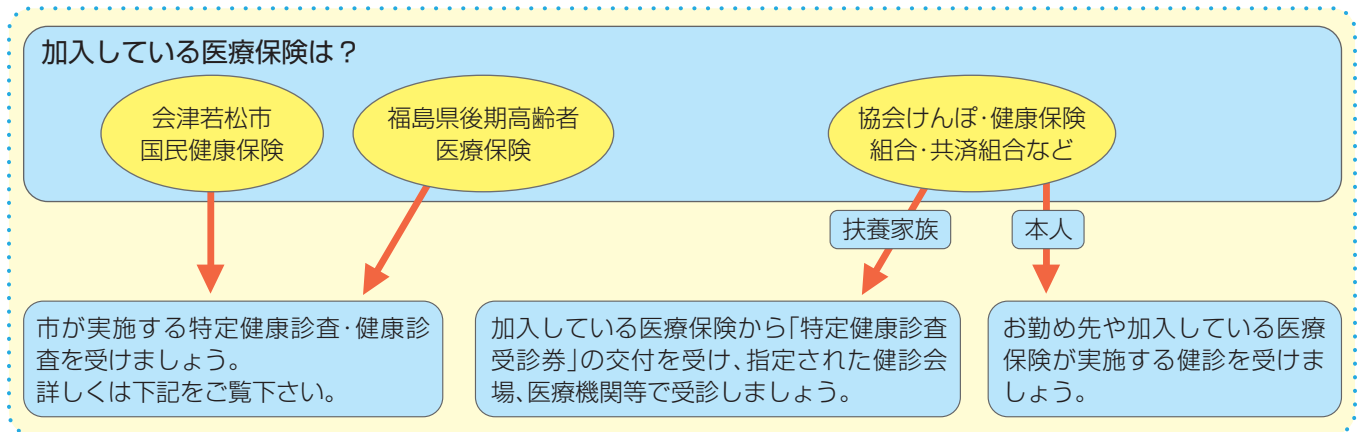 加入している医療保険は？
会津若松市
国民健康保険
福島県後期高齢者
医療保険
協会けんぽ・健康保険
組合・共済組合など
扶養家族
本人
市が実施する特定健康診査・健康診
査を受けましょう。
詳しくは下記をご覧下さい。
加入している医療保険から「特定健康診査
受診券」の交付を受け、指定された健診会
場、医療機関等で受診しましょう。
お勤め先や加入している医療
保険が実施する健診を受けま
しょう。